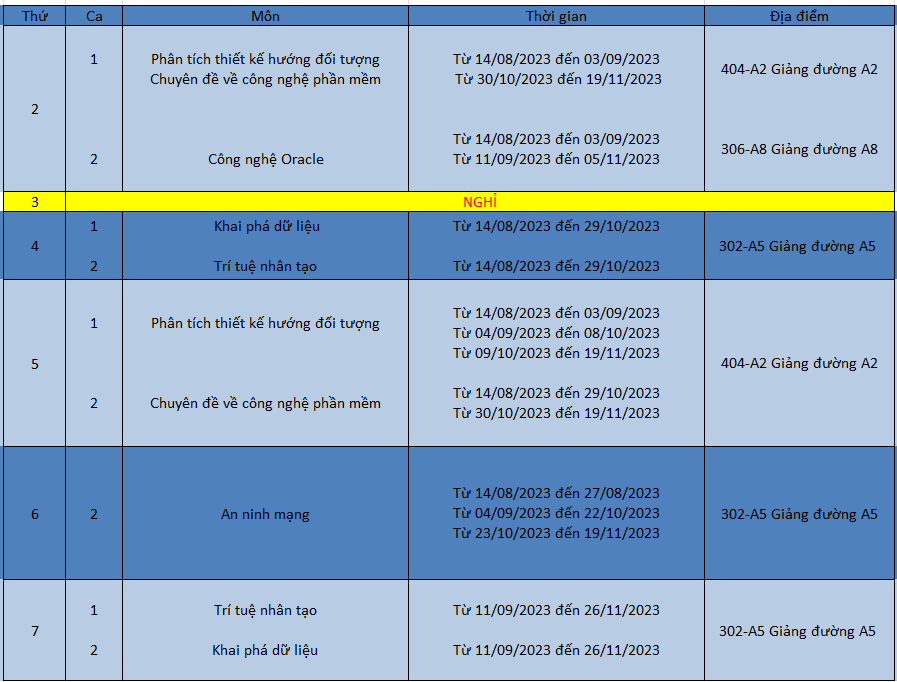 Thứ Ca Môn Thời gian Địa điểm
2
1 Phân tích thiết kế hướng đối tượng Từ 14/08/2023 đến 03/09/2023
Chuyên đề về công nghệ phần mềm Từ 30/10/2023 đến 19/11/2023
404-A2 Giảng đường A2
Từ 14/08/2023 đến 03/09/2023
2 Công nghệ Oracle Từ 11/09/2023 đến 05/11/2023
306-A8 Giảng đường A8
3 NGHỈ
4
1 Khai phá dữ liệu Từ 14/08/2023 đến 29/10/2023
2 Trí tuệ nhân tạo Từ 14/08/2023 đến 29/10/2023
302-A5 Giảng đường A5
5
Từ 14/08/2023 đến 03/09/2023
1 Phân tích thiết kế hướng đối tượng Từ 04/09/2023 đến 08/10/2023
Từ 09/10/2023 đến 19/11/2023
404-A2 Giảng đường A2
2 Chuyên đề về công nghệ phần mềm Từ 14/08/2023 đến 29/10/2023
Từ 30/10/2023 đến 19/11/2023
Từ 14/08/2023 đến 27/08/2023
6 2 An ninh mạng Từ 04/09/2023 đến 22/10/2023 302-A5 Giảng đường A5
Từ 23/10/2023 đến 19/11/2023
7
1 Trí tuệ nhân tạo Từ 11/09/2023 đến 26/11/2023
2 Khai phá dữ liệu Từ 11/09/2023 đến 26/11/2023
302-A5 Giảng đường A5